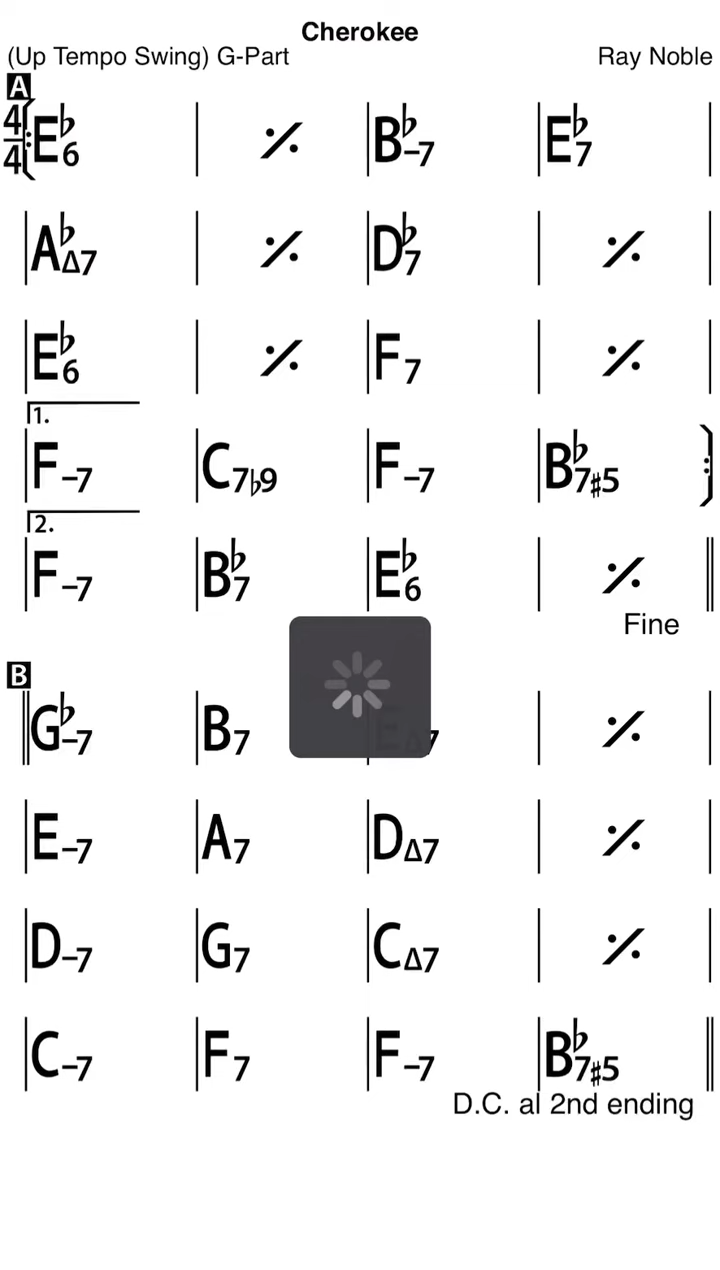 Cherokee
(Up Tempo Swing) G-Part Ray Noble
A
4/4 E♭6 | 𝄎 | B♭–7 | E♭7 |
A♭Δ7 | 𝄎 | D♭7 | 𝄎 |
E♭6 | 𝄎 | F7 | 𝄎 |
1.
F–7 | C7♭9 | F–7 | B♭7♯5
2.
F–7 | B♭7 | E♭6 | 𝄎
Fine
B
G♭–7 | B7 | EΔ7 | 𝄎 |
E–7 | A7 | DΔ7 | 𝄎 |
D–7 | G7 | CΔ7 | 𝄎 |
C–7 | F7 | F–7 | B♭7♯5
D.C. al 2nd ending